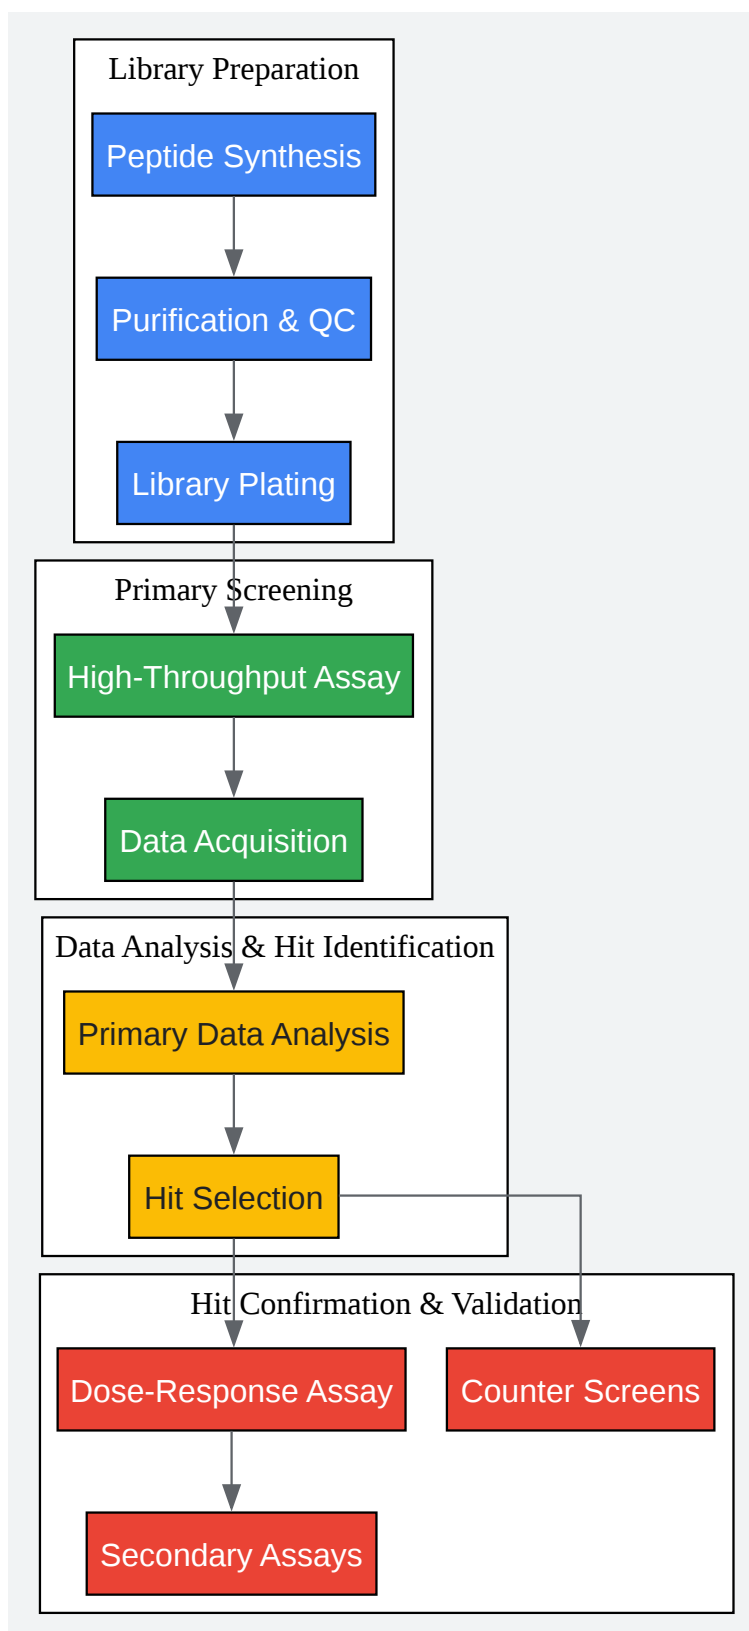 Library Preparation
Peptide Synthesis
Purification & QC
Library Plating
Primary Screening
High-Throughput Assay
Data Acquisition
Data Analysis & Hit Identification
Primary Data Analysis
Hit Selection
Hit Confirmation & Validation
Dose-Response Assay
Counter Screens
Secondary Assays